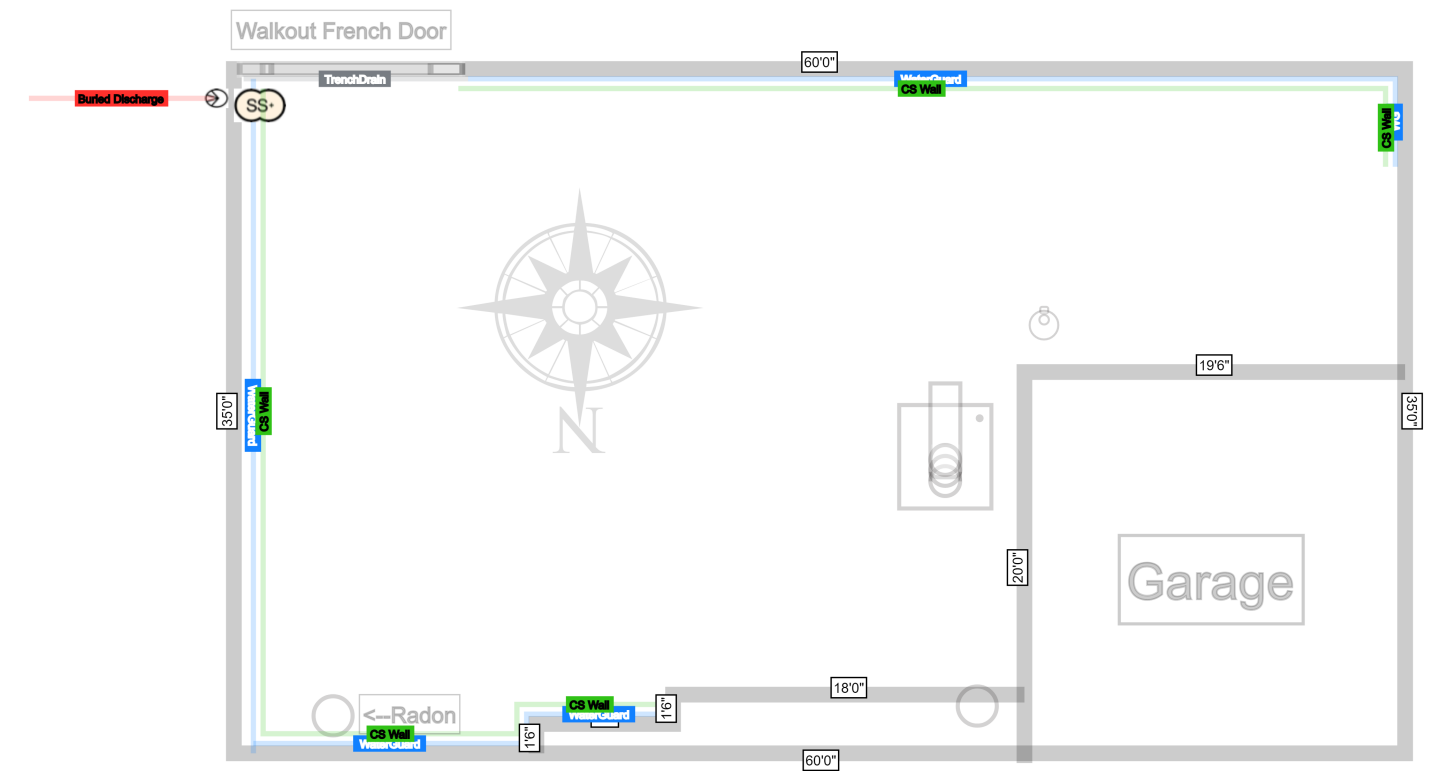 Walkout French Door
60'0"
TrenchDrain
WaterGuard
CS Wall
Buried Discharge
SS+
CS Wall
WG
19'6"
35'0"
WaterGuard
CS Wall
35'0"
N
20'0"
Garage
18'0"
<--Radon
CS Wall
WaterGuard
1'6"
CS Wall
WaterGuard
1'6"
60'0"